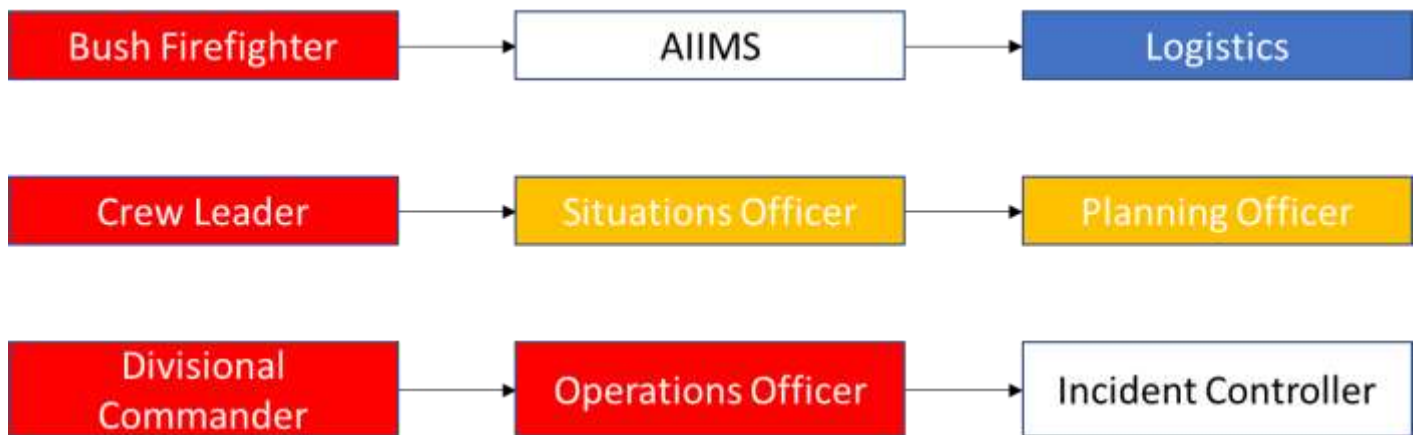 Bush Firefighter
AIIMS
Logistics
Crew Leader
Situations Officer
Planning Officer
Divisional
Commander
Operations Officer
Incident Controller